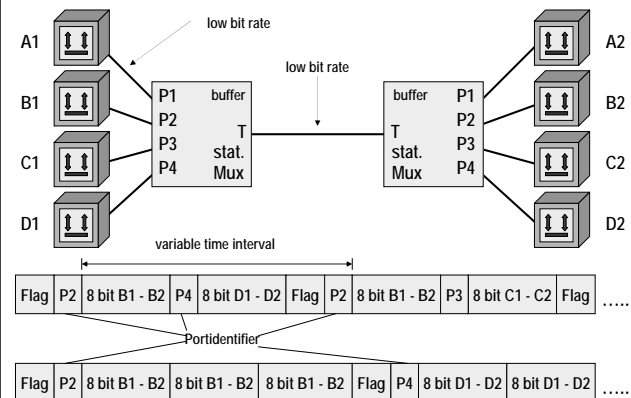 low bit rate
A1
A2
low bit rate
B1
P1 buffer
P2
T
P3 stat.
P4 Mux
buffer P1
P2
T
stat. P3
Mux P4
B2
C1
C2
D1
D2
variable time interval
Flag P2 8 bit B1 - B2 P4 8 bit D1 - D2 Flag P2 8 bit B1 - B2 P3 8 bit C1 - C2 Flag .....
Portidentifier
Flag P2 8 bit B1 - B2 8 bit B1 - B2 8 bit B1 - B2 Flag P4 8 bit D1 - D2 8 bit D1 - D2 .....